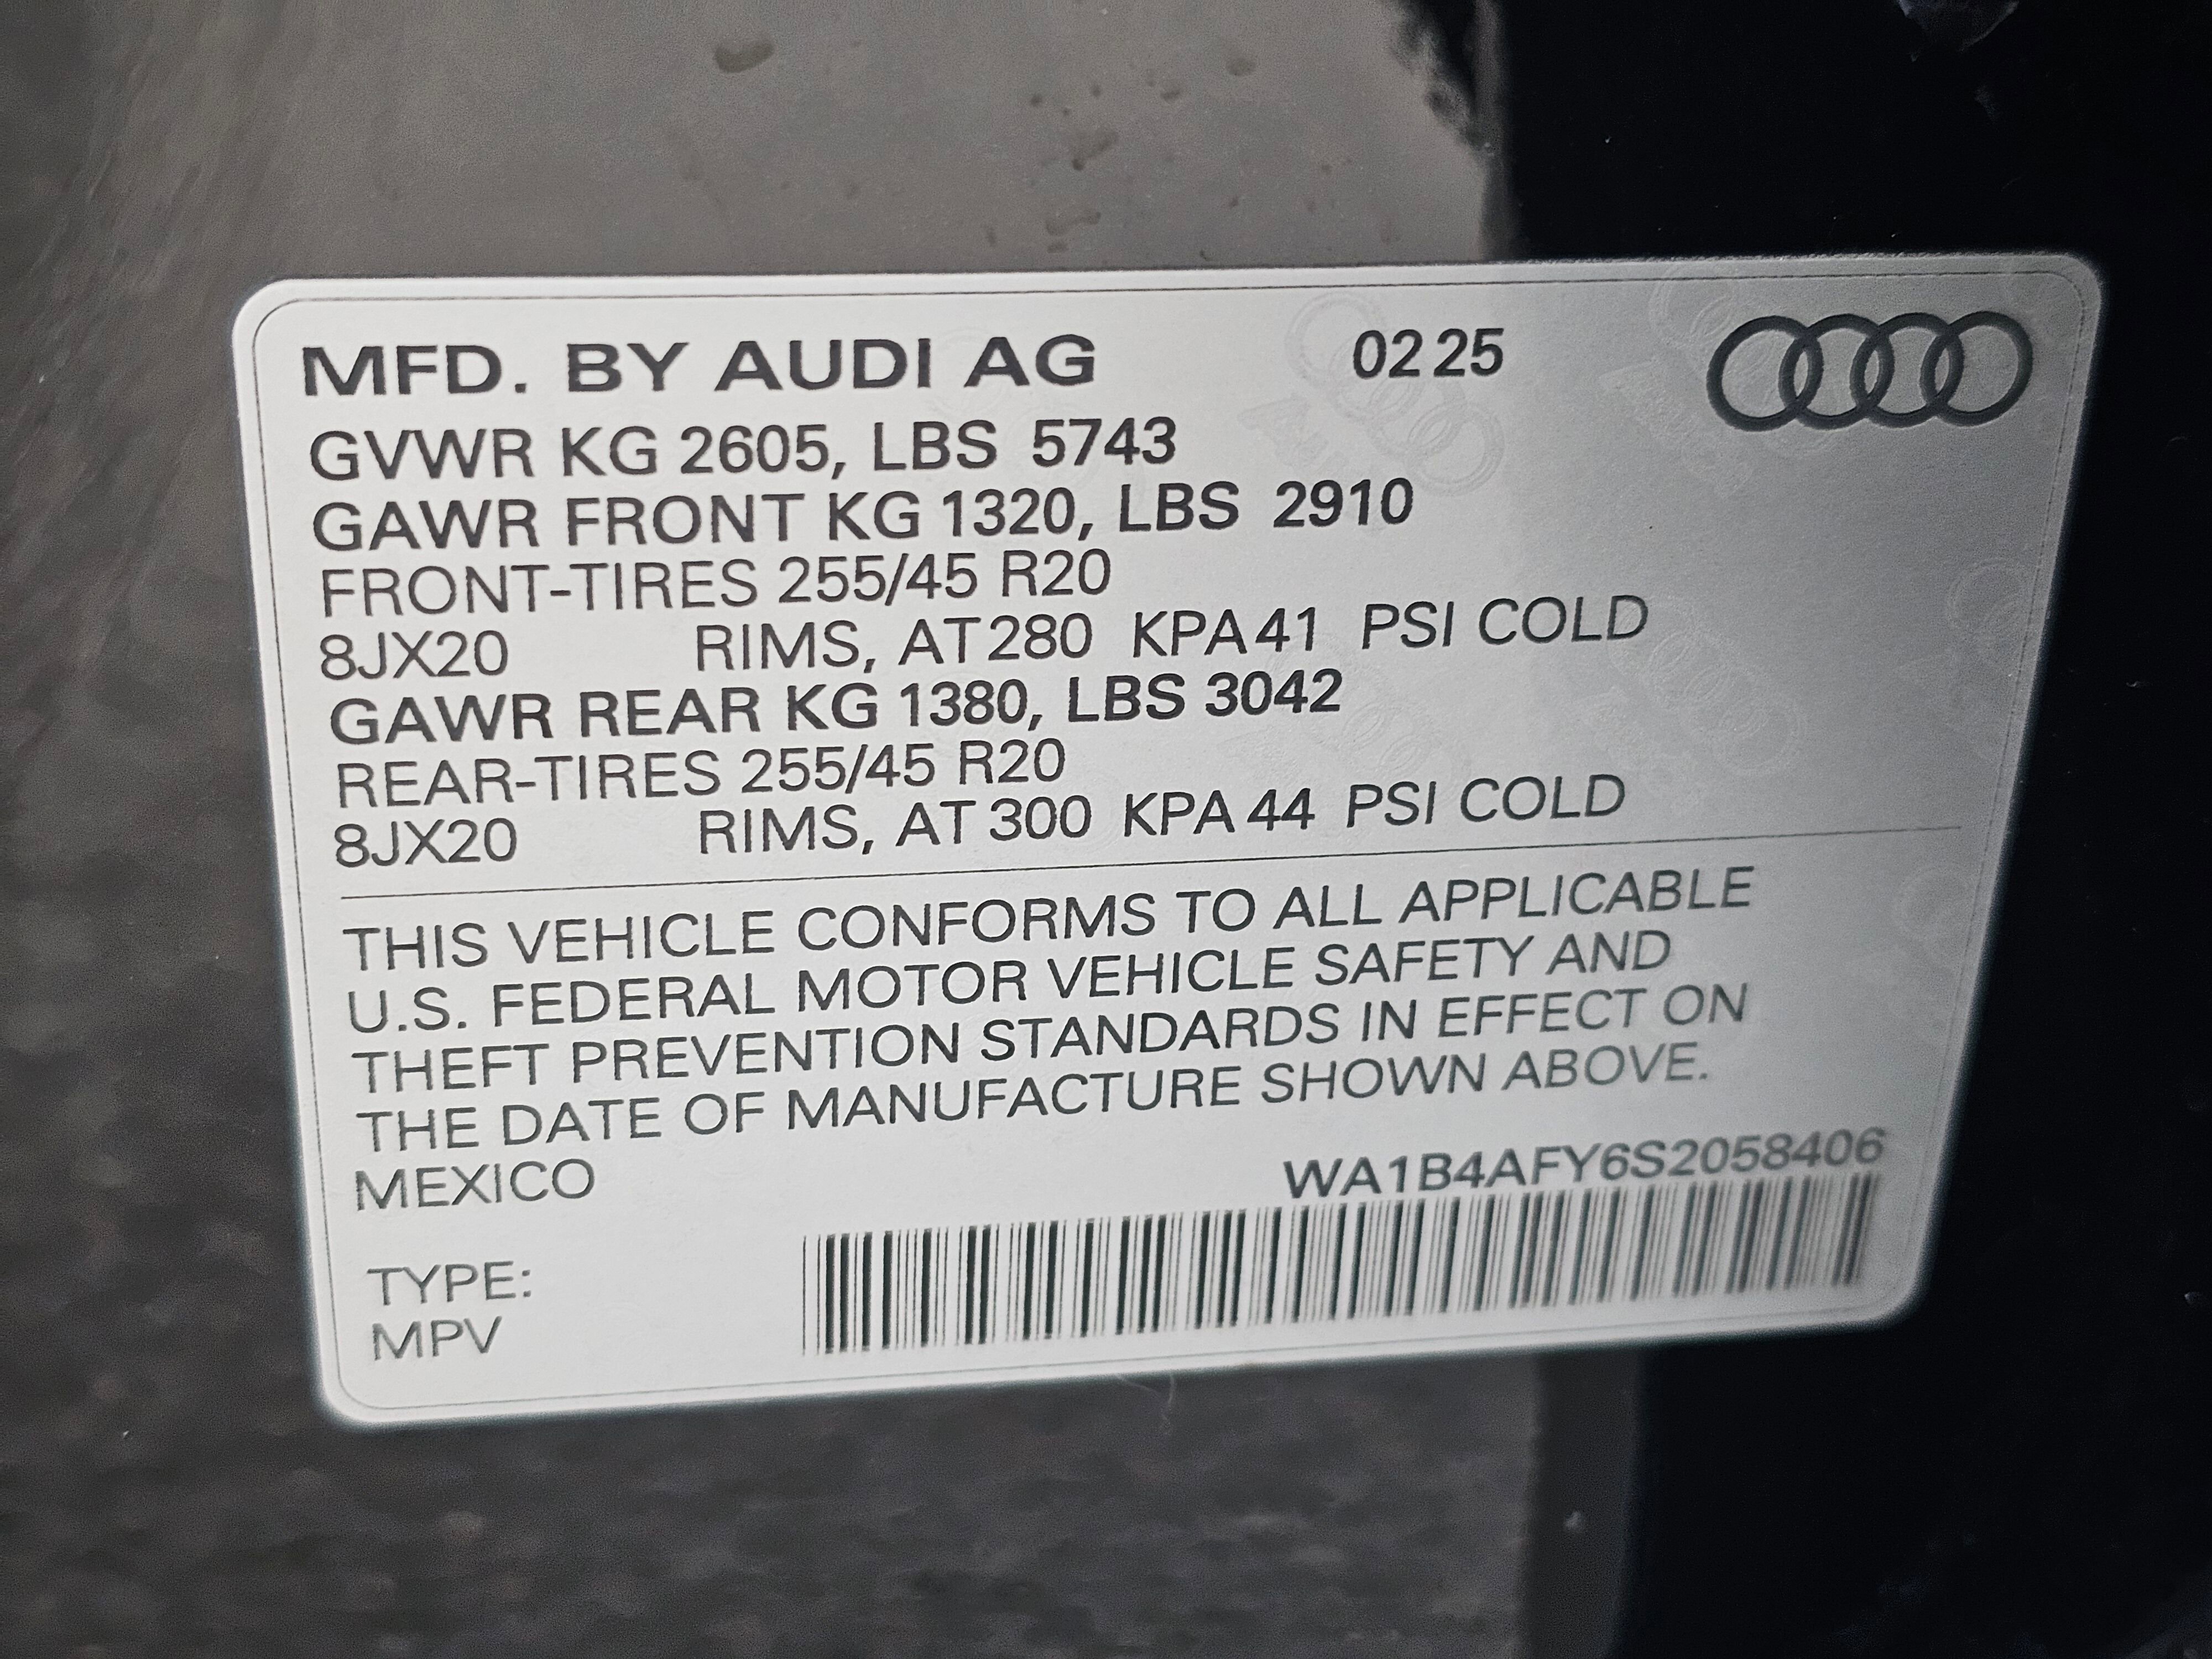 MFD. BY AUDI AG 02 25
GVWR KG 2605, LBS 5743
GAWR FRONT KG 1320, LBS 2910
FRONT-TIRES 255/45 R20
8JX20 RIMS, AT 280 KPA 41 PSI COLD
GAWR REAR KG 1380, LBS 3042
REAR-TIRES 255/45 R20
8JX20 RIMS, AT 300 KPA 44 PSI COLD
THIS VEHICLE CONFORMS TO ALL APPLICABLE
U.S. FEDERAL MOTOR VEHICLE SAFETY AND
THEFT PREVENTION STANDARDS IN EFFECT ON
THE DATE OF MANUFACTURE SHOWN ABOVE.
MEXICO WA1B4AFY6S2058406
TYPE:
MPV